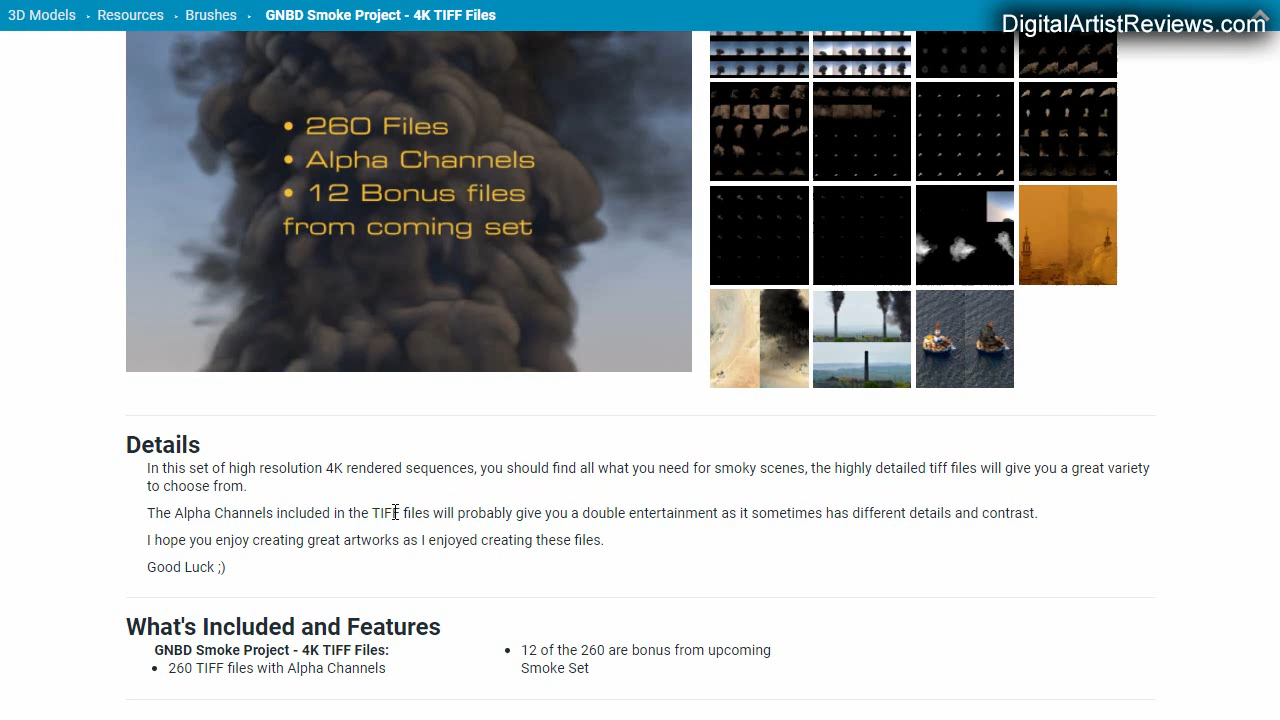 3D Models
Resources
Brushes
GNBD Smoke Project - 4K TIFF Files
DigitalArtistReviews.com
• 260 Files
• Alpha Channels
• 12 Bonus files
from coming set
Details
In this set of high resolution 4K rendered sequences, you should find all what you need for smoky scenes, the highly detailed tiff files will give you a great variety
to choose from.
The Alpha Channels included in the TIFF files will probably give you a double entertainment as it sometimes has different details and contrast.
I hope you enjoy creating great artworks as I enjoyed creating these files.
Good Luck ;)
What's Included and Features
GNBD Smoke Project - 4K TIFF Files:
• 260 TIFF files with Alpha Channels
• 12 of the 260 are bonus from upcoming
Smoke Set